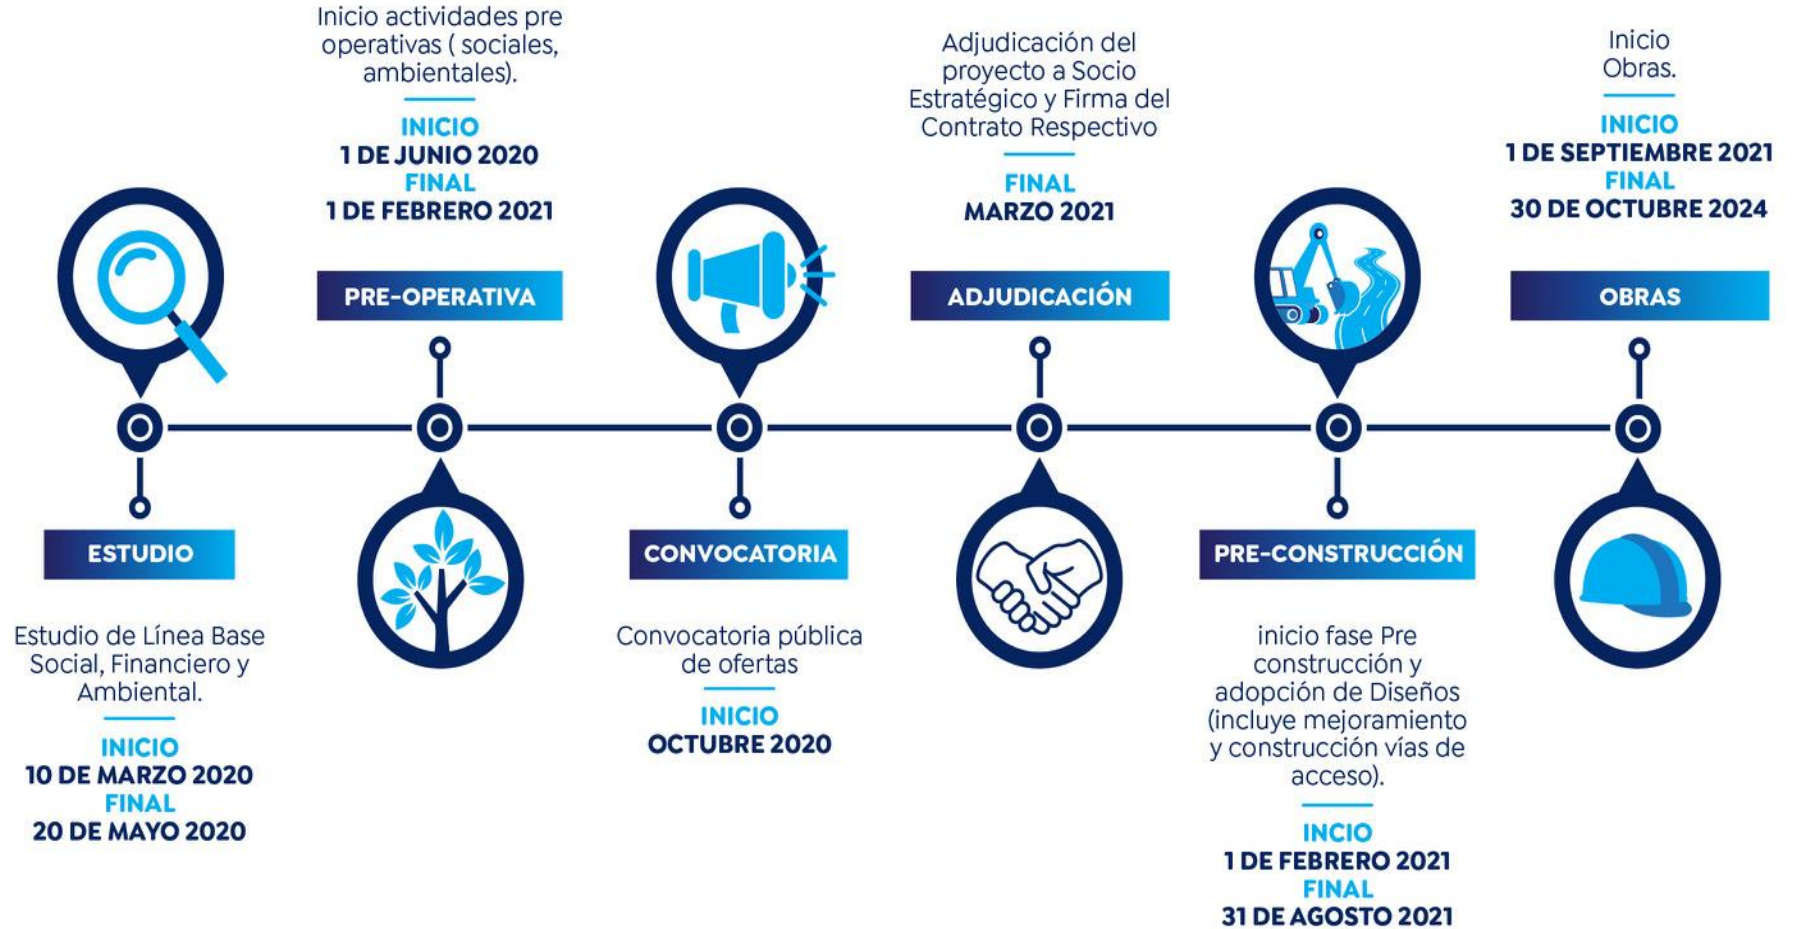 ESTUDIO
Estudio de Línea Base
Social, Financiero y
Ambiental.
INICIO
10 DE MARZO 2020
FINAL
20 DE MAYO 2020
Inicio actividades pre
operativas ( sociales,
ambientales).
INICIO
1 DE JUNIO 2020
FINAL
1 DE FEBRERO 2021
PRE-OPERATIVA
CONVOCATORIA
Convocatoria pública
de ofertas
INICIO
OCTUBRE 2020
Adjudicación del
proyecto a Socio
Estratégico y Firma del
Contrato Respectivo
FINAL
MARZO 2021
ADJUDICACIÓN
PRE-CONSTRUCCIÓN
inicio fase Pre
construcción y
adopción de Diseños
(incluye mejoramiento
y construcción vías de
acceso).
INCIO
1 DE FEBRERO 2021
FINAL
31 DE AGOSTO 2021
Inicio
Obras.
INICIO
1 DE SEPTIEMBRE 2021
FINAL
30 DE OCTUBRE 2024
OBRAS